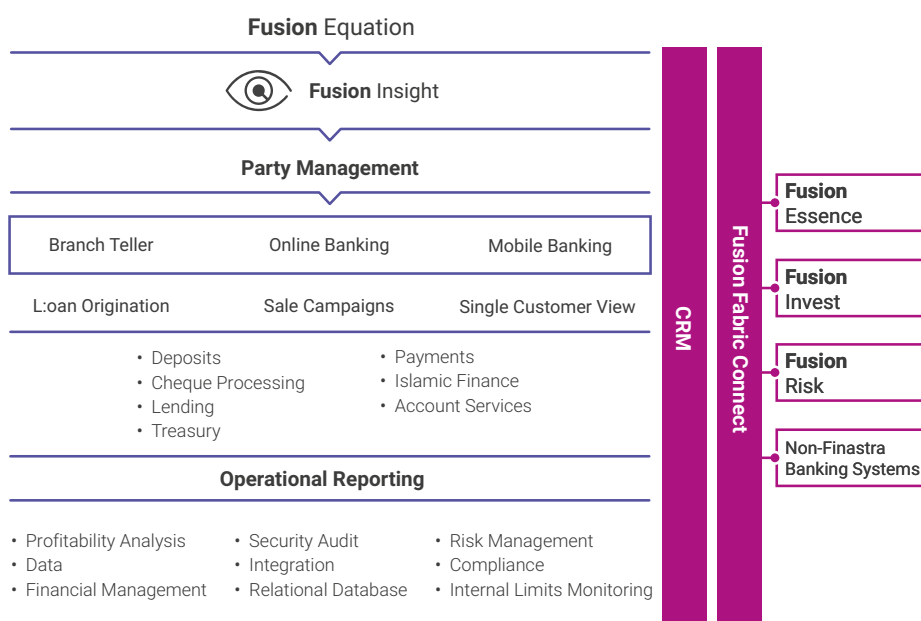 Fusion Equation
Fusion Insight
Party Management
Branch Teller
Online Banking
Mobile Banking
L:oan Origination
Sale Campaigns
Single Customer View
• Deposits
• Cheque Processing
• Lending
• Treasury
• Payments
• Islamic Finance
• Account Services
Operational Reporting
• Profitability Analysis
• Data
• Financial Management
• Security Audit
• Integration
• Relational Database
• Risk Management
• Compliance
• Internal Limits Monitoring
CRM
Fusion Fabric Connect
Fusion
Essence
Fusion
Invest
Fusion
Risk
Non-Finastra
Banking Systems